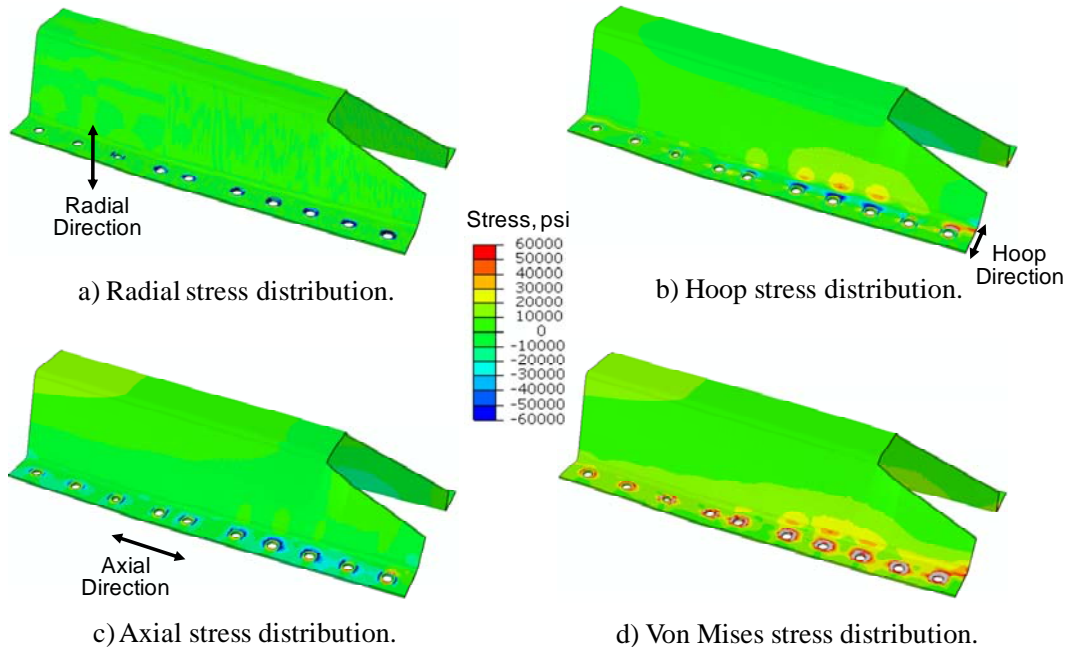 Radial
Direction
a) Radial stress distribution.
Hoop
Direction
b) Hoop stress distribution.
Stress, psi
60000
50000
40000
30000
20000
10000
0
-10000
-20000
-30000
-40000
-50000
-60000
Axial
Direction
c) Axial stress distribution.
d) Von Mises stress distribution.